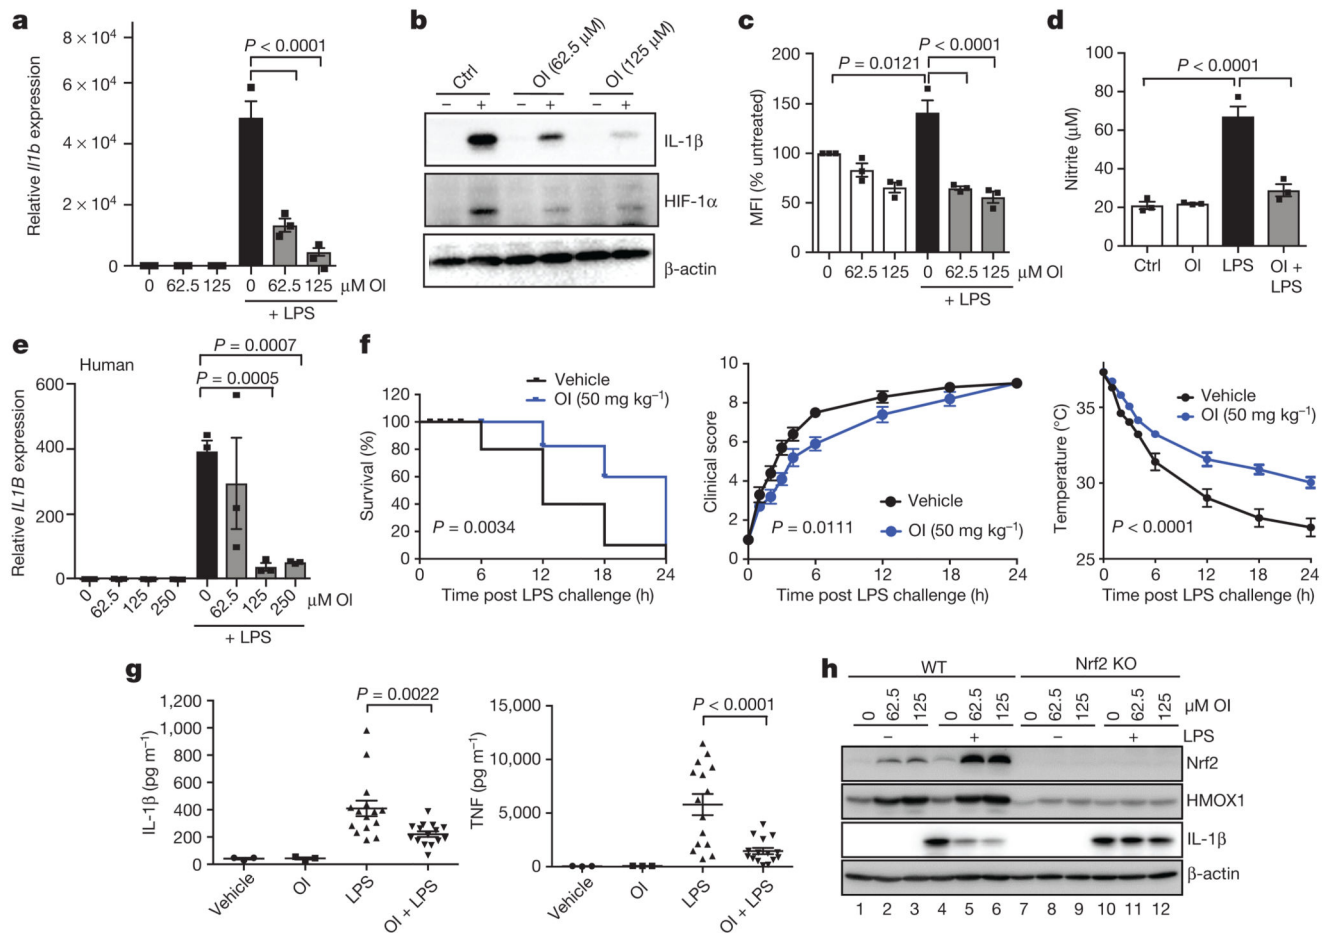 a
Relative Il1b expression
8 × 10⁴
6 × 10⁴
4 × 10⁴
2 × 10⁴
0
P < 0.0001
0 62.5 125 0 62.5 125 μM OI
+ LPS
b
Ctrl OI (62.5 μM) OI (125 μM)
− + − + − +
IL-1β
HIF-1α
β-actin
c
MFI (% untreated)
200
150
100
50
0
P = 0.0121
P < 0.0001
0 62.5 125 0 62.5 125 μM OI
+ LPS
d
Nitrite (μM)
100
80
60
40
20
0
P < 0.0001
Ctrl OI LPS OI + LPS
e
Human
Relative IL1B expression
600
400
200
0
P = 0.0007
P = 0.0005
0 62.5 125 250 0 62.5 125 250 μM OI
+ LPS
f
Survival (%)
120
100
80
60
40
20
0
Vehicle
OI (50 mg kg⁻¹)
P = 0.0034
0 6 12 18 24
Time post LPS challenge (h)
Clinical score
10
8
6
4
2
0
Vehicle
OI (50 mg kg⁻¹)
P = 0.0111
0 6 12 18 24
Time post LPS challenge (h)
Temperature (°C)
35
30
25
Vehicle
OI (50 mg kg⁻¹)
P < 0.0001
0 6 12 18 24
Time post LPS challenge (h)
g
IL-1β (pg m⁻¹)
1,200
1,000
800
600
400
200
0
P = 0.0022
Vehicle OI LPS OI + LPS
TNF (pg m⁻¹)
15,000
10,000
5,000
0
P < 0.0001
Vehicle OI LPS OI + LPS
h
WT Nrf2 KO
0 62.5 125 0 62.5 125 0 62.5 125 0 62.5 125 μM OI
− + − + LPS
Nrf2
HMOX1
IL-1β
β-actin
1 2 3 4 5 6 7 8 9 10 11 12